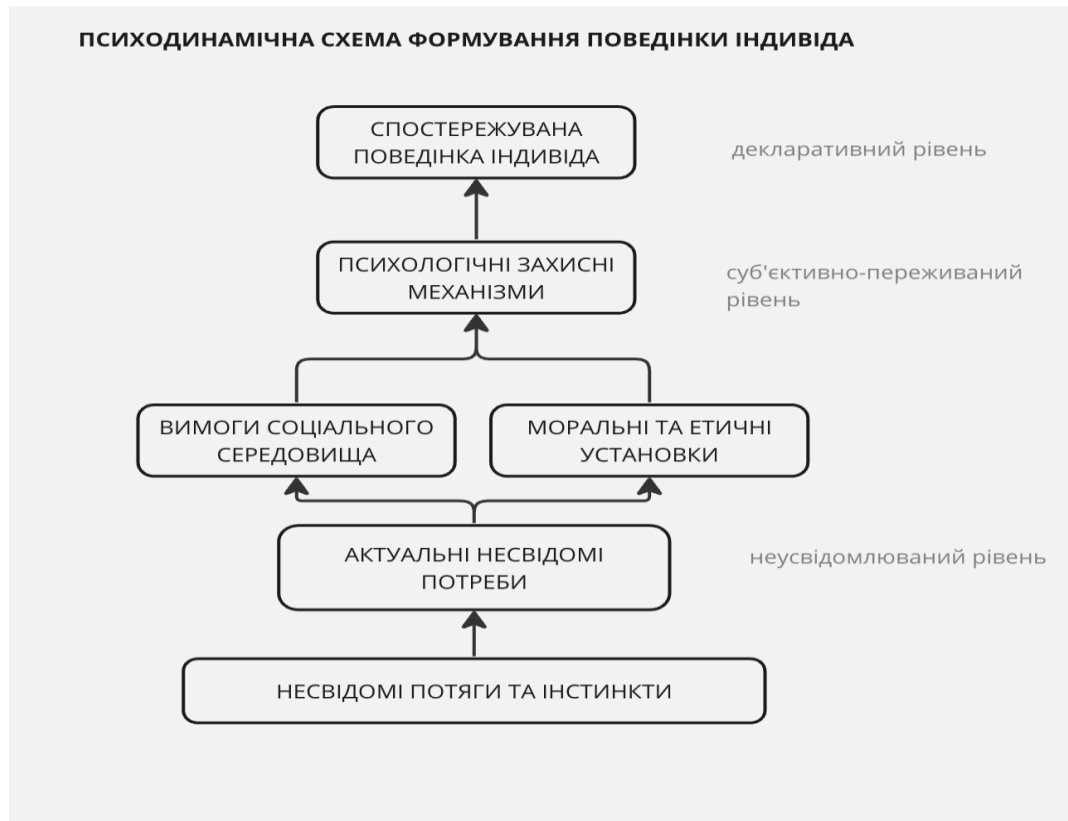 ПСИХОДИНАМІЧНА СХЕМА ФОРМУВАННЯ ПОВЕДІНКИ ІНДИВІДА
СПОСТЕРЕЖУВАНА
ПОВЕДІНКА ІНДИВІДА
декларативний рівень
ПСИХОЛОГІЧНІ ЗАХИСНІ
МЕХАНІЗМИ
суб'єктивно-переживаний
рівень
ВИМОГИ СОЦІАЛЬНОГО
СЕРЕДОВИЩА
МОРАЛЬНІ ТА ЕТИЧНІ
УСТАНОВКИ
АКТУАЛЬНІ НЕСВІДОМІ
ПОТРЕБИ
неусвідомлюваний рівень
НЕСВІДОМІ ПОТЯГИ ТА ІНСТИНКТИ